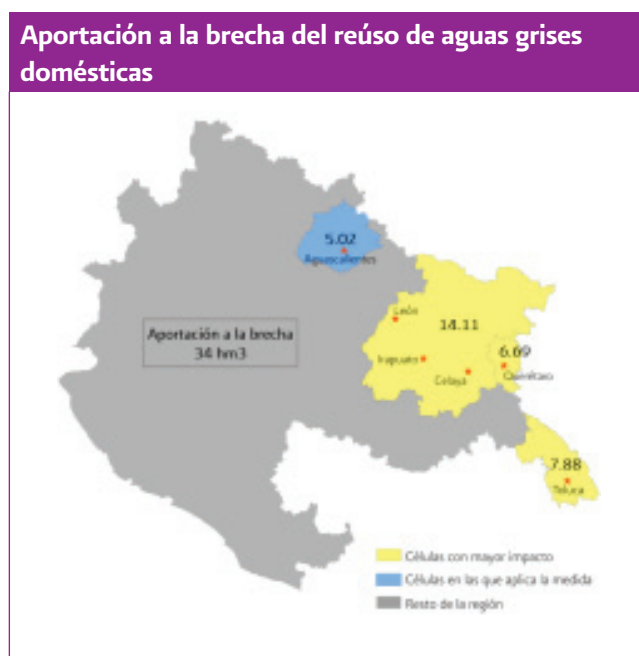 Aportación a la brecha del reúso de aguas grises
domésticas
5.02
Aguascalientes
León
14.11
Aportación a la brecha
34 hm3
Irapuato
6.69
Celaya
Querétaro
7.88
Toluca
Células con mayor impacto
Células en las que aplica la medida
Resto de la región